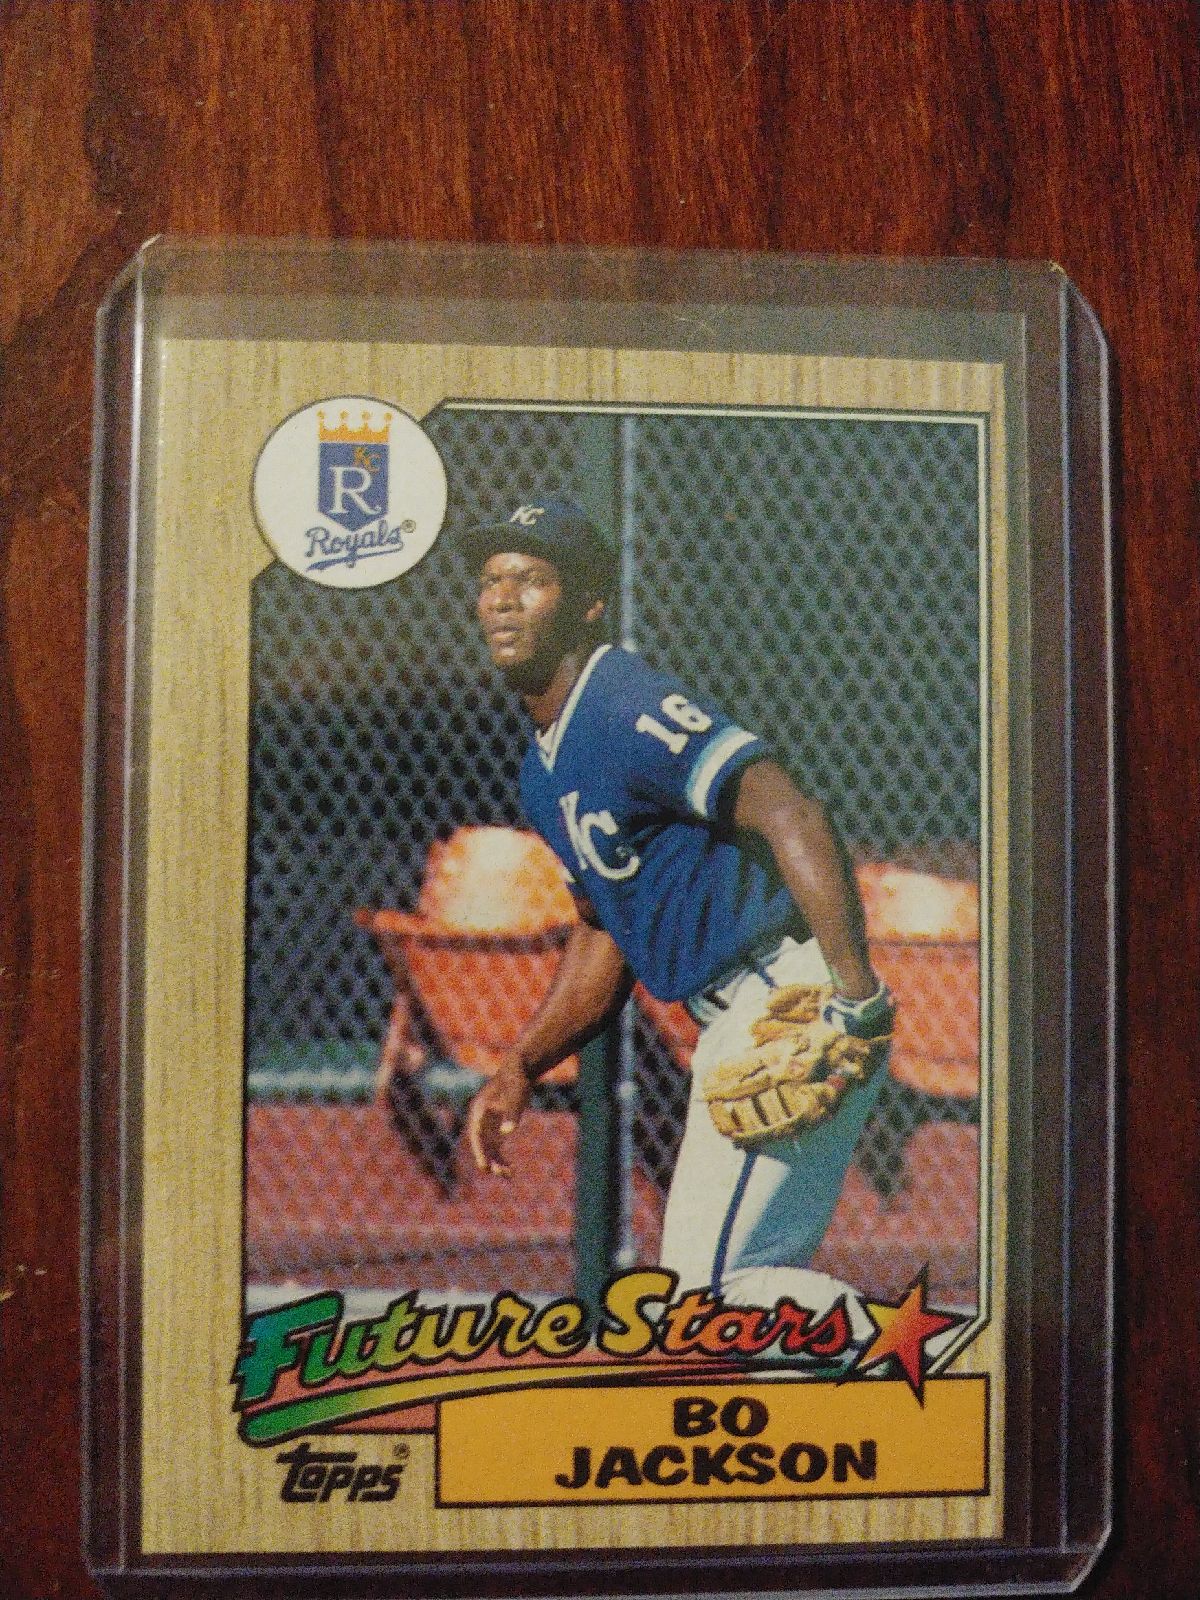 KC
R
Royals®
KC
16
KC
Future Stars
BO
JACKSON
Topps®